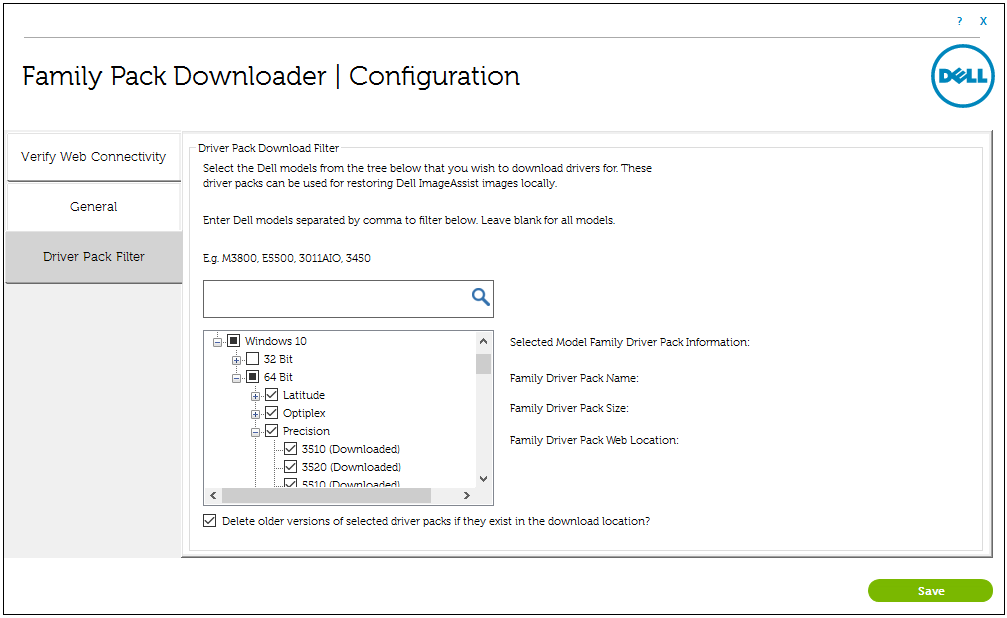 ? X
Family Pack Downloader | Configuration
DELL
Verify Web Connectivity
General
Driver Pack Filter
Driver Pack Download Filter
Select the Dell models from the tree below that you wish to download drivers for. These
driver packs can be used for restoring Dell ImageAssist images locally.
Enter Dell models separated by comma to filter below. Leave blank for all models.
E.g. M3800, E5500, 3011AIO, 3450
Windows 10
32 Bit
64 Bit
Latitude
Optiplex
Precision
3510 (Downloaded)
3520 (Downloaded)
5510 (Downloaded)
Selected Model Family Driver Pack Information:
Family Driver Pack Name:
Family Driver Pack Size:
Family Driver Pack Web Location:
Delete older versions of selected driver packs if they exist in the download location?
Save